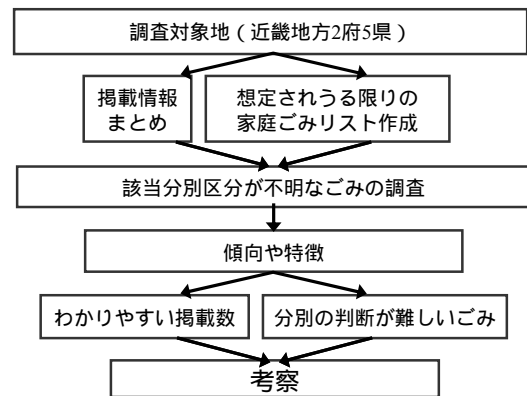 調査対象地（近畿地方2府5県）
掲載情報
まとめ
想定されうる限りの
家庭ごみリスト作成
該当分別区分が不明なごみの調査
傾向や特徴
わかりやすい掲載数
分別の判断が難しいごみ
考察